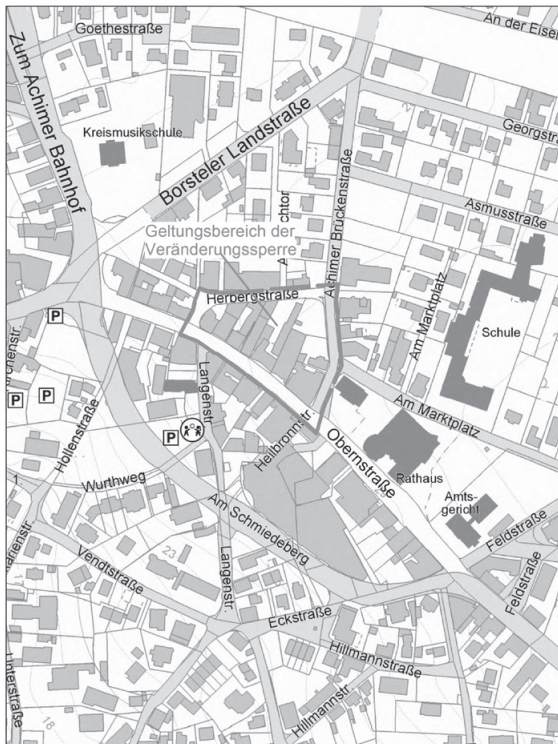 An der Eisen
Goethestraße
Zum Achimer Bahnhof
Kreismusikschule
Borsteler Landstraße
Georgstra
Achimer Brückenstraße
Asmusstraße
Geltungsbereich der
Veränderungssperre
Herbergstraße
Am Marktplatz
Schule
P
P
P
P
Langenstr.
Hollenstraße
Heilbronnstr.
Obernstraße
Am Marktplatz
Rathaus
Amts-
gericht
Wurthweg
1
Am Schmiedeberg
Feldstraße
Feldstraße
23
Vendtstraße
Langenstr.
Eckstraße
Hillmannstraße
Hillmannstr.
18